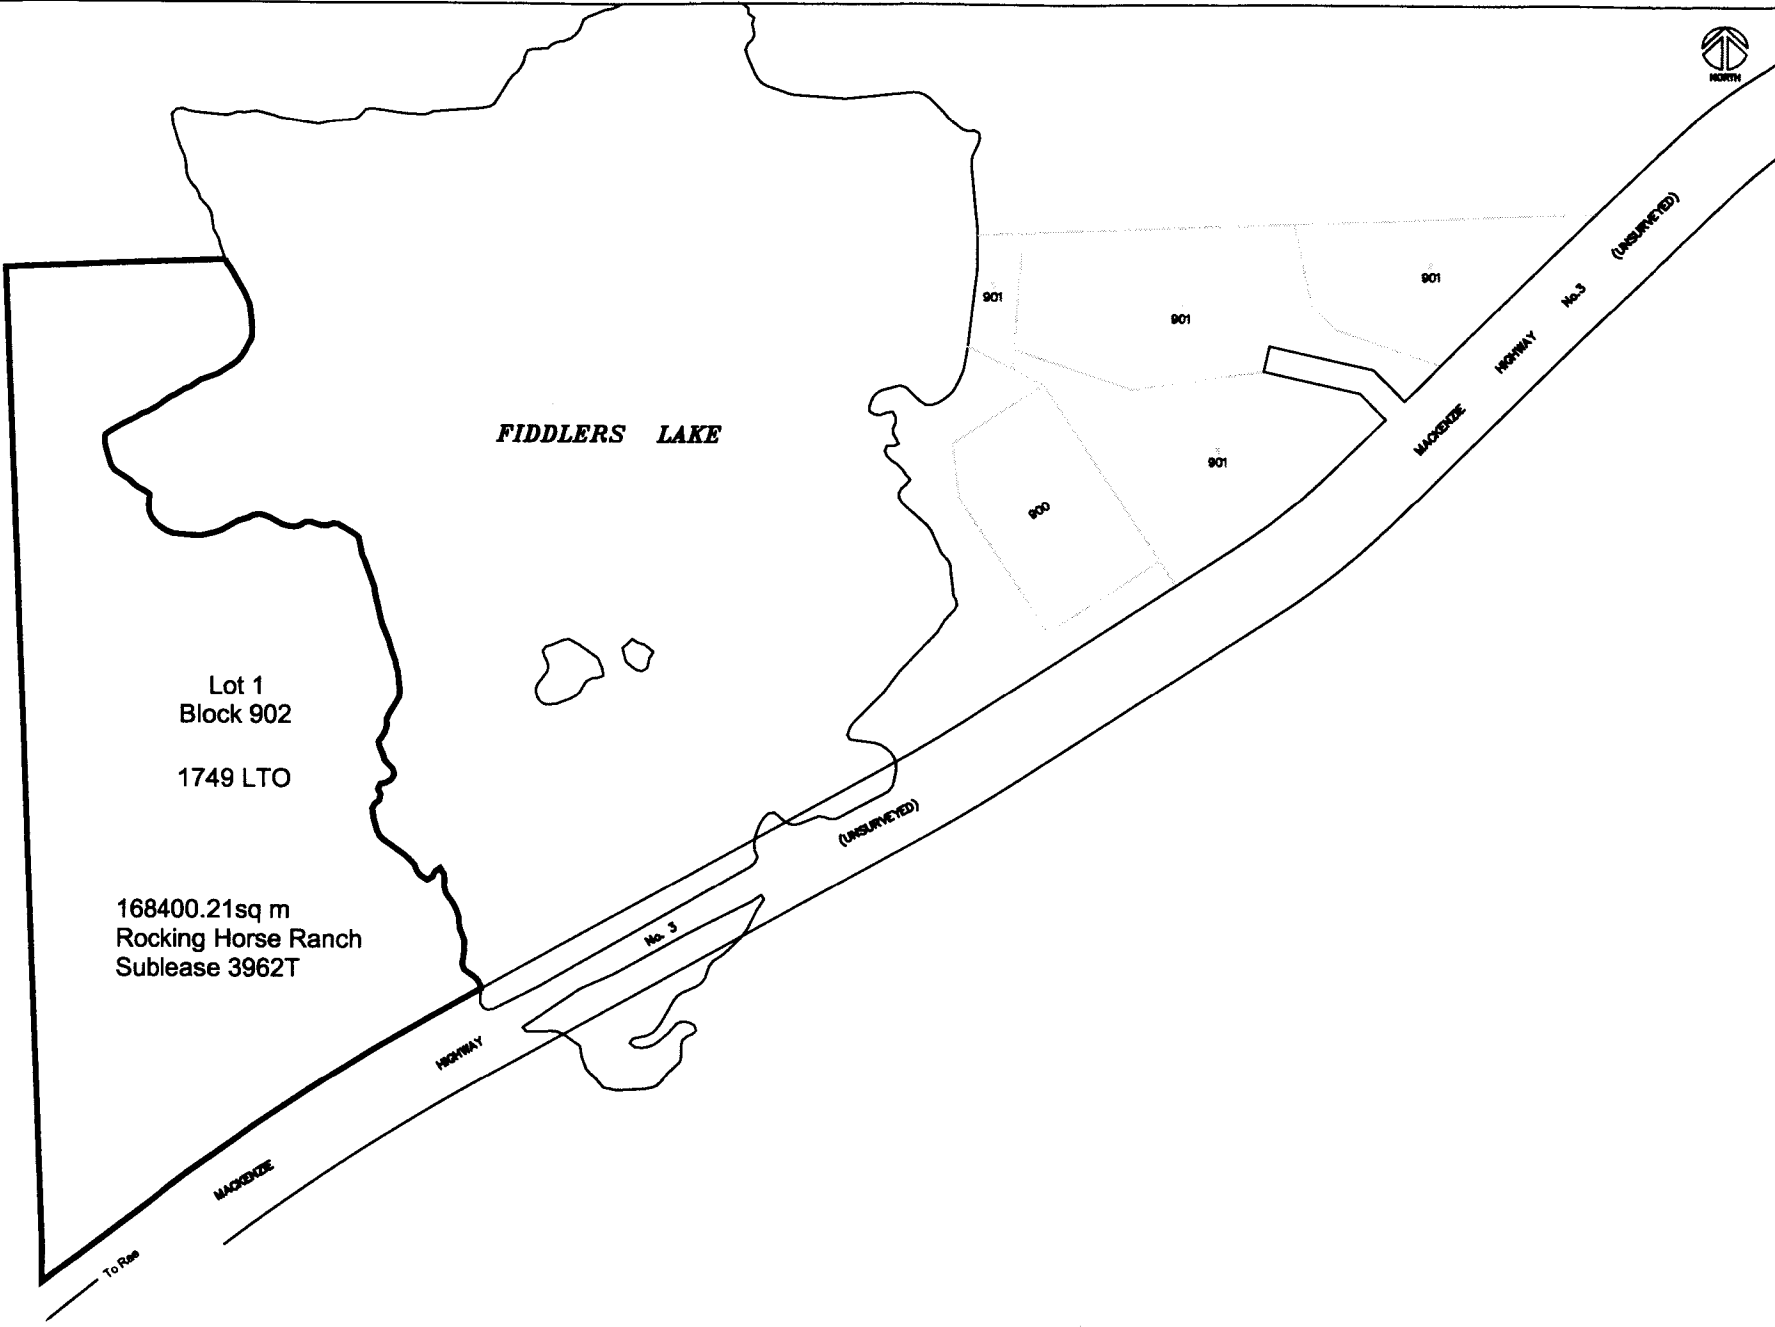 NORTH
(UNSURVEYED)
No.3
HIGHWAY
MACKENZIE
901
901
901
901
900
FIDDLERS LAKE
Lot 1
Block 902
1749 LTO
168400.21sq m
Rocking Horse Ranch
Sublease 3962T
(UNSURVEYED)
No. 3
HIGHWAY
MACKENZIE
To Rae